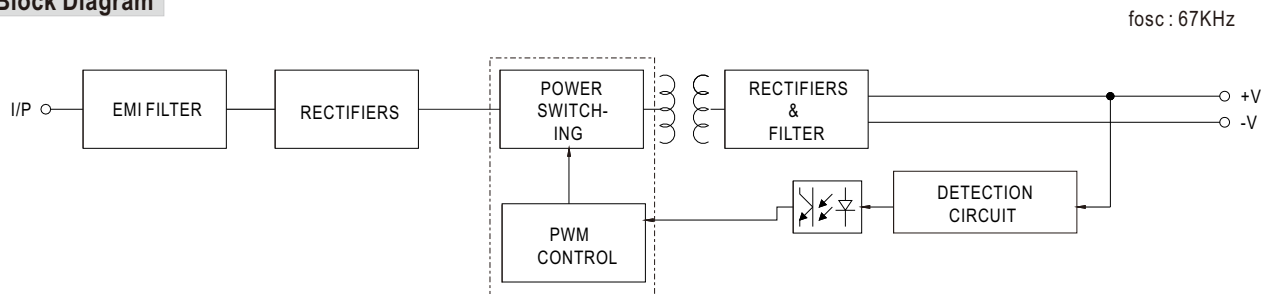 Block Diagram
fosc : 67KHz
I/P
EMI FILTER
RECTIFIERS
POWER
SWITCH-
ING
RECTIFIERS
&
FILTER
+V
-V
PWM
CONTROL
DETECTION
CIRCUIT